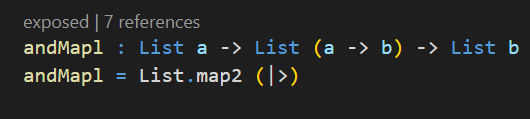 exposed | 7 references
andMapl : List a -> List (a -> b) -> List b
andMapl = List.map2 (|>)